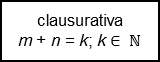 clausurativa
m + n = k; k ∈ ℕ